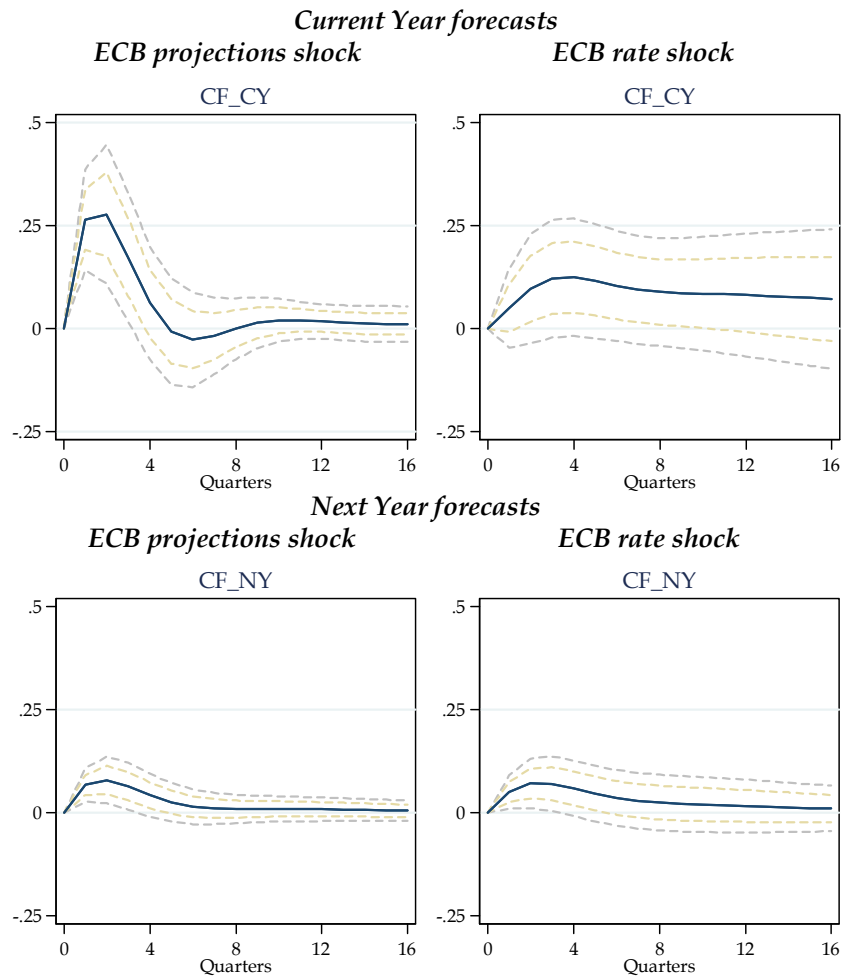 Current Year forecasts
ECB projections shock ECB rate shock
CF_CY CF_CY
.5 .5
.25 .25
0 0
-.25 -.25
0 4 8 12 16 0 4 8 12 16
Quarters Quarters
Next Year forecasts
ECB projections shock ECB rate shock
CF_NY CF_NY
.5 .5
.25 .25
0 0
-.25 -.25
0 4 8 12 16 0 4 8 12 16
Quarters Quarters